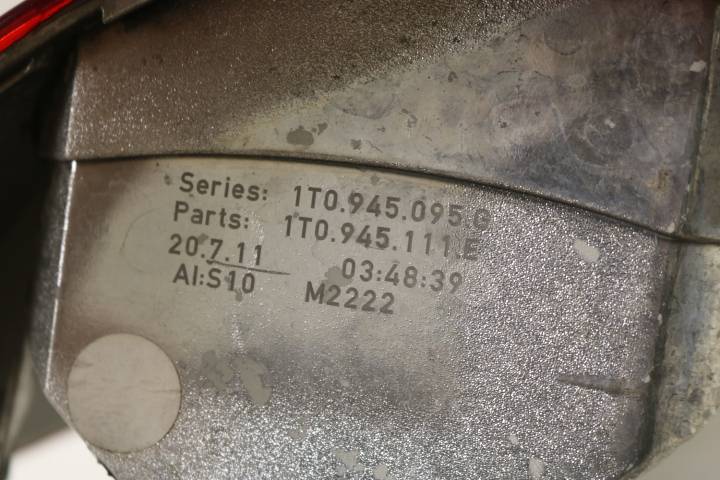 Series: 1T0.945.095.G
Parts: 1T0.945.111.E
20.7.11 03:48:39
AI:S10 M2222